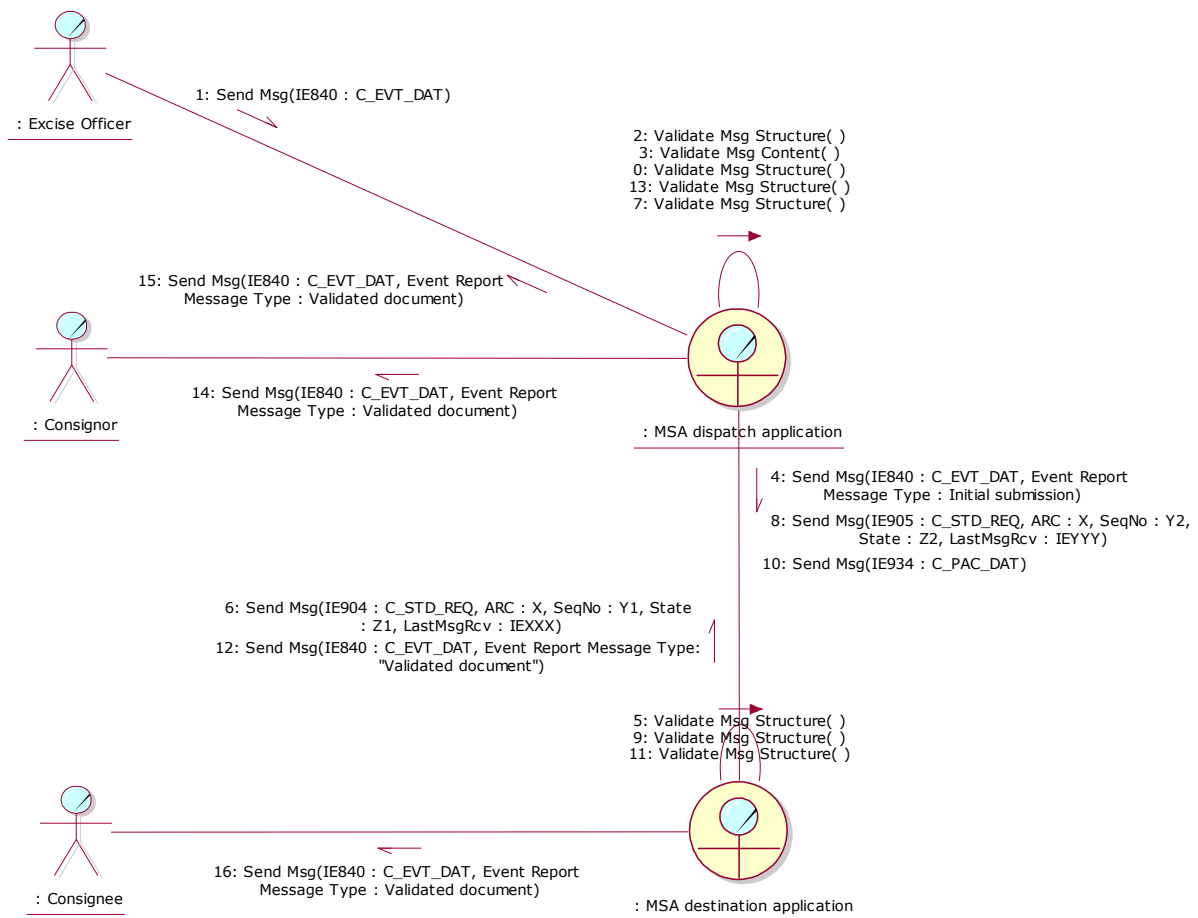 1: Send Msg(IE840 : C_EVT_DAT)
: Excise Officer
2: Validate Msg Structure( )
3: Validate Msg Content( )
0: Validate Msg Structure( )
13: Validate Msg Structure( )
7: Validate Msg Structure( )
15: Send Msg(IE840 : C_EVT_DAT, Event Report
Message Type : Validated document)
14: Send Msg(IE840 : C_EVT_DAT, Event Report
Message Type : Validated document)
: Consignor
: MSA dispatch application
4: Send Msg(IE840 : C_EVT_DAT, Event Report
Message Type : Initial submission)
8: Send Msg(IE905 : C_STD_REQ, ARC : X, SeqNo : Y2,
State : Z2, LastMsgRcv : IEYYY)
10: Send Msg(IE934 : C_PAC_DAT)
6: Send Msg(IE904 : C_STD_REQ, ARC : X, SeqNo : Y1, State
: Z1, LastMsgRcv : IEXXX)
12: Send Msg(IE840 : C_EVT_DAT, Event Report Message Type:
"Validated document")
5: Validate Msg Structure( )
9: Validate Msg Structure( )
11: Validate Msg Structure( )
16: Send Msg(IE840 : C_EVT_DAT, Event Report
Message Type : Validated document)
: Consignee
: MSA destination application